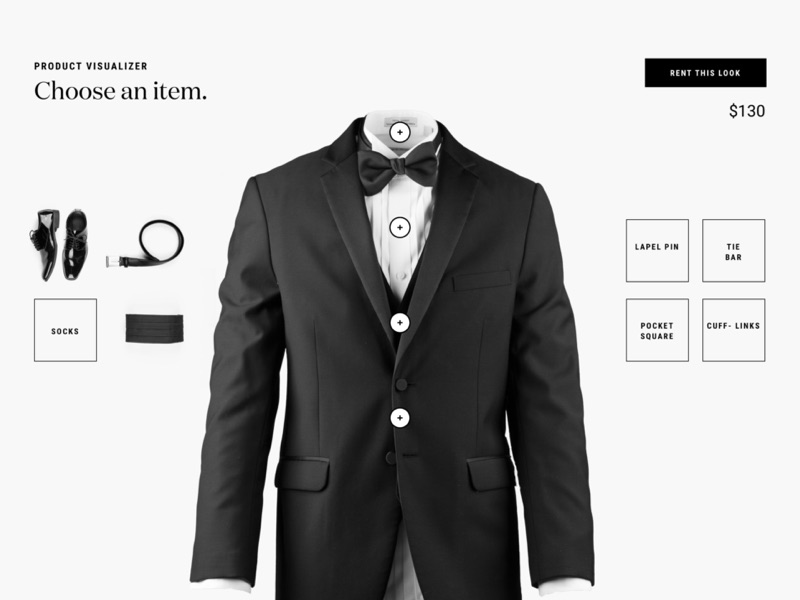 PRODUCT VISUALIZER
Choose an item.
RENT THIS LOOK
$130
LAPEL PIN
TIE
BAR
SOCKS
POCKET
SQUARE
CUFF- LINKS